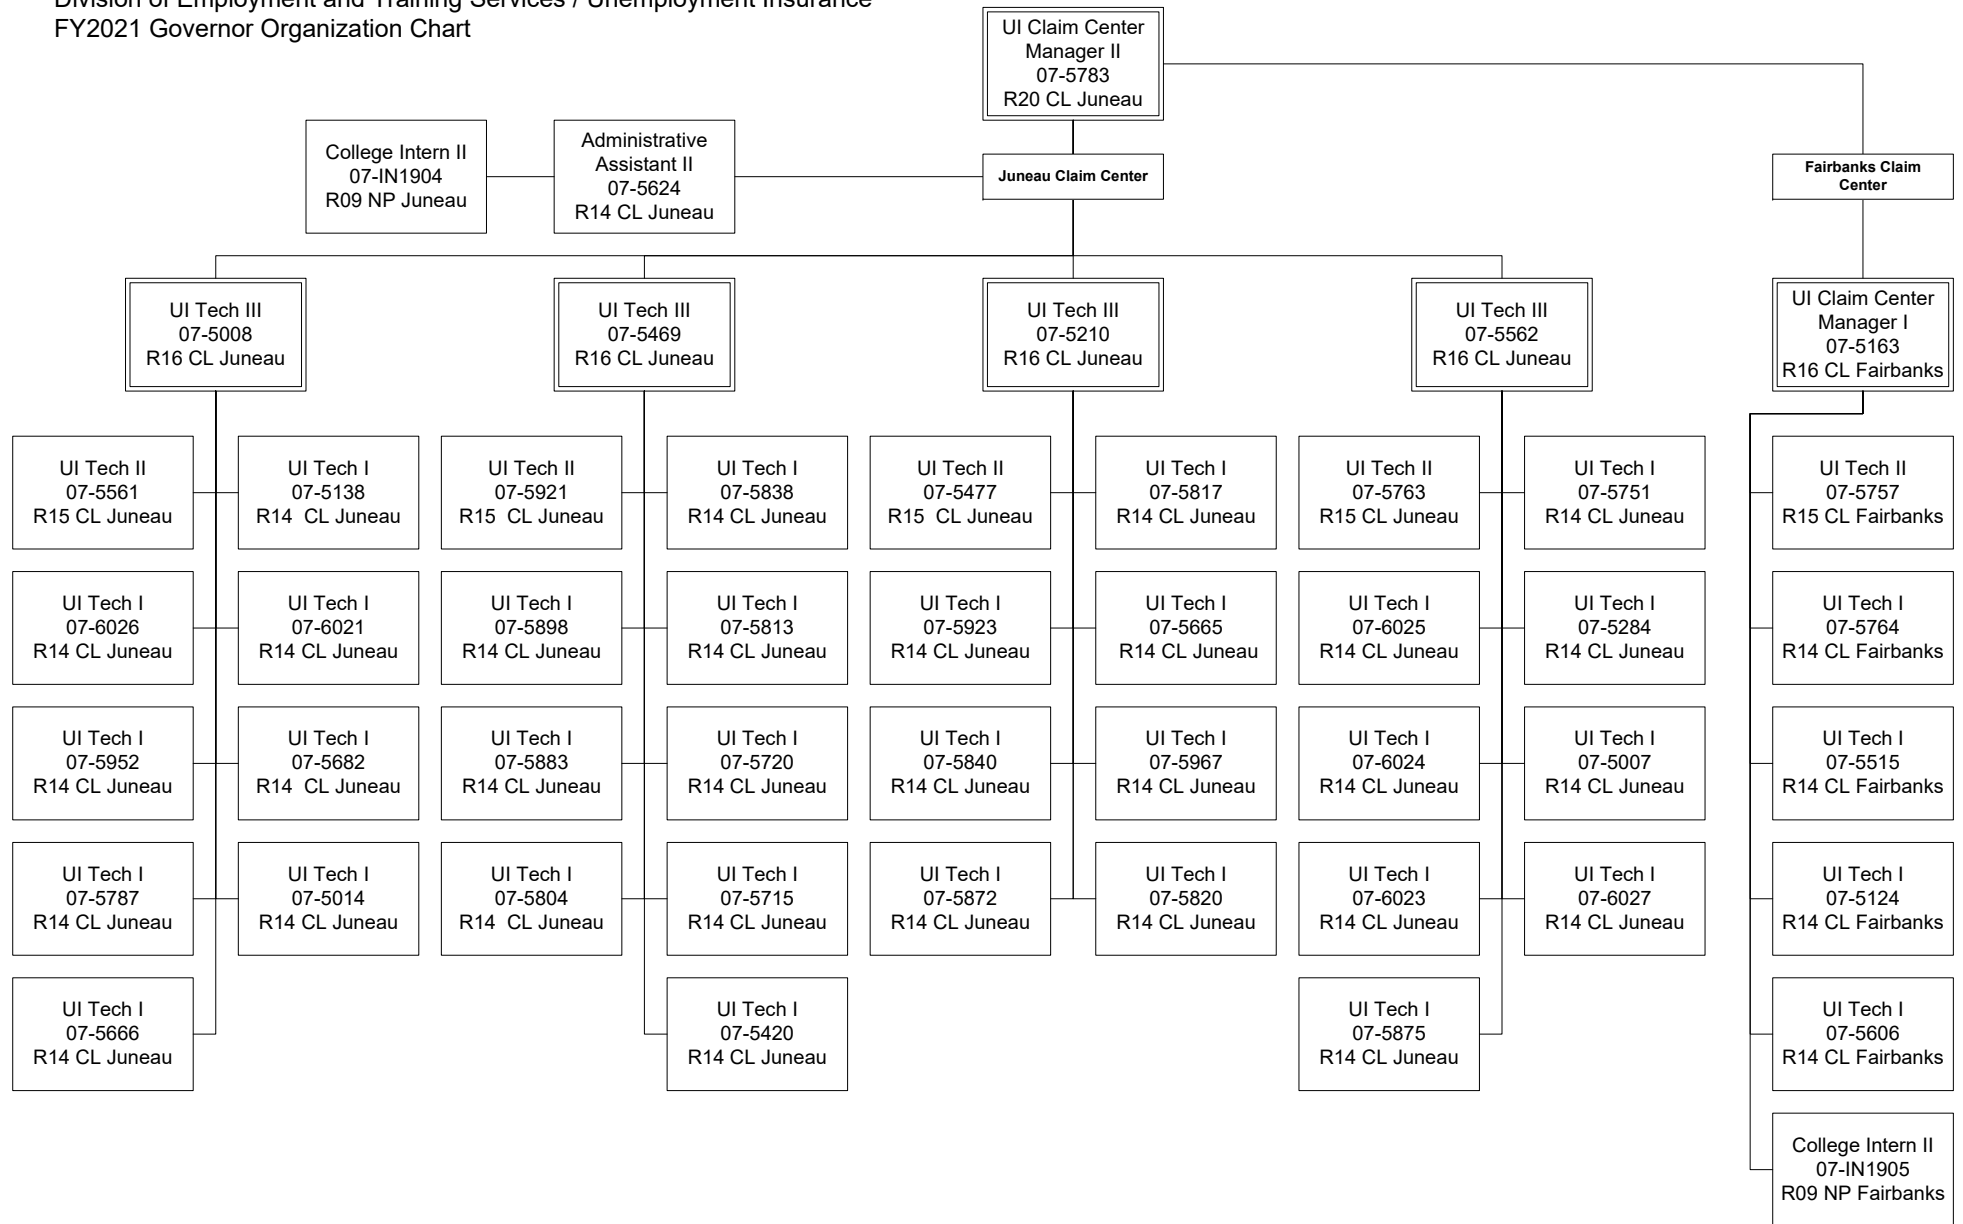 Division of Employment and Training Services / Unemployment Insurance
FY2021 Governor Organization Chart
UI Claim Center
Manager II
07-5783
R20 CL Juneau
College Intern II
07-IN1904
R09 NP Juneau
Administrative
Assistant II
07-5624
R14 CL Juneau
Juneau Claim Center
Fairbanks Claim
Center
UI Tech III
07-5008
R16 CL Juneau
UI Tech III
07-5469
R16 CL Juneau
UI Tech III
07-5210
R16 CL Juneau
UI Tech III
07-5562
R16 CL Juneau
UI Claim Center
Manager I
07-5163
R16 CL Fairbanks
UI Tech II
07-5561
R15 CL Juneau
UI Tech I
07-5138
R14  CL Juneau
UI Tech II
07-5921
R15  CL Juneau
UI Tech I
07-5838
R14 CL Juneau
UI Tech II
07-5477
R15  CL Juneau
UI Tech I
07-5817
R14 CL Juneau
UI Tech II
07-5763
R15 CL Juneau
UI Tech I
07-5751
R14 CL Juneau
UI Tech II
07-5757
R15 CL Fairbanks
UI Tech I
07-6026
R14 CL Juneau
UI Tech I
07-6021
R14 CL Juneau
UI Tech I
07-5898
R14 CL Juneau
UI Tech I
07-5813
R14 CL Juneau
UI Tech I
07-5923
R14 CL Juneau
UI Tech I
07-5665
R14 CL Juneau
UI Tech I
07-6025
R14 CL Juneau
UI Tech I
07-5284
R14 CL Juneau
UI Tech I
07-5764
R14 CL Fairbanks
UI Tech I
07-5952
R14 CL Juneau
UI Tech I
07-5682
R14  CL Juneau
UI Tech I
07-5883
R14 CL Juneau
UI Tech I
07-5720
R14 CL Juneau
UI Tech I
07-5840
R14 CL Juneau
UI Tech I
07-5967
R14 CL Juneau
UI Tech I
07-6024
R14 CL Juneau
UI Tech I
07-5007
R14 CL Juneau
UI Tech I
07-5515
R14 CL Fairbanks
UI Tech I
07-5787
R14 CL Juneau
UI Tech I
07-5014
R14 CL Juneau
UI Tech I
07-5804
R14  CL Juneau
UI Tech I
07-5715
R14 CL Juneau
UI Tech I
07-5872
R14 CL Juneau
UI Tech I
07-5820
R14 CL Juneau
UI Tech I
07-6023
R14 CL Juneau
UI Tech I
07-6027
R14 CL Juneau
UI Tech I
07-5124
R14 CL Fairbanks
UI Tech I
07-5666
R14 CL Juneau
UI Tech I
07-5420
R14 CL Juneau
UI Tech I
07-5875
R14 CL Juneau
UI Tech I
07-5606
R14 CL Fairbanks
College Intern II
07-IN1905
R09 NP Fairbanks